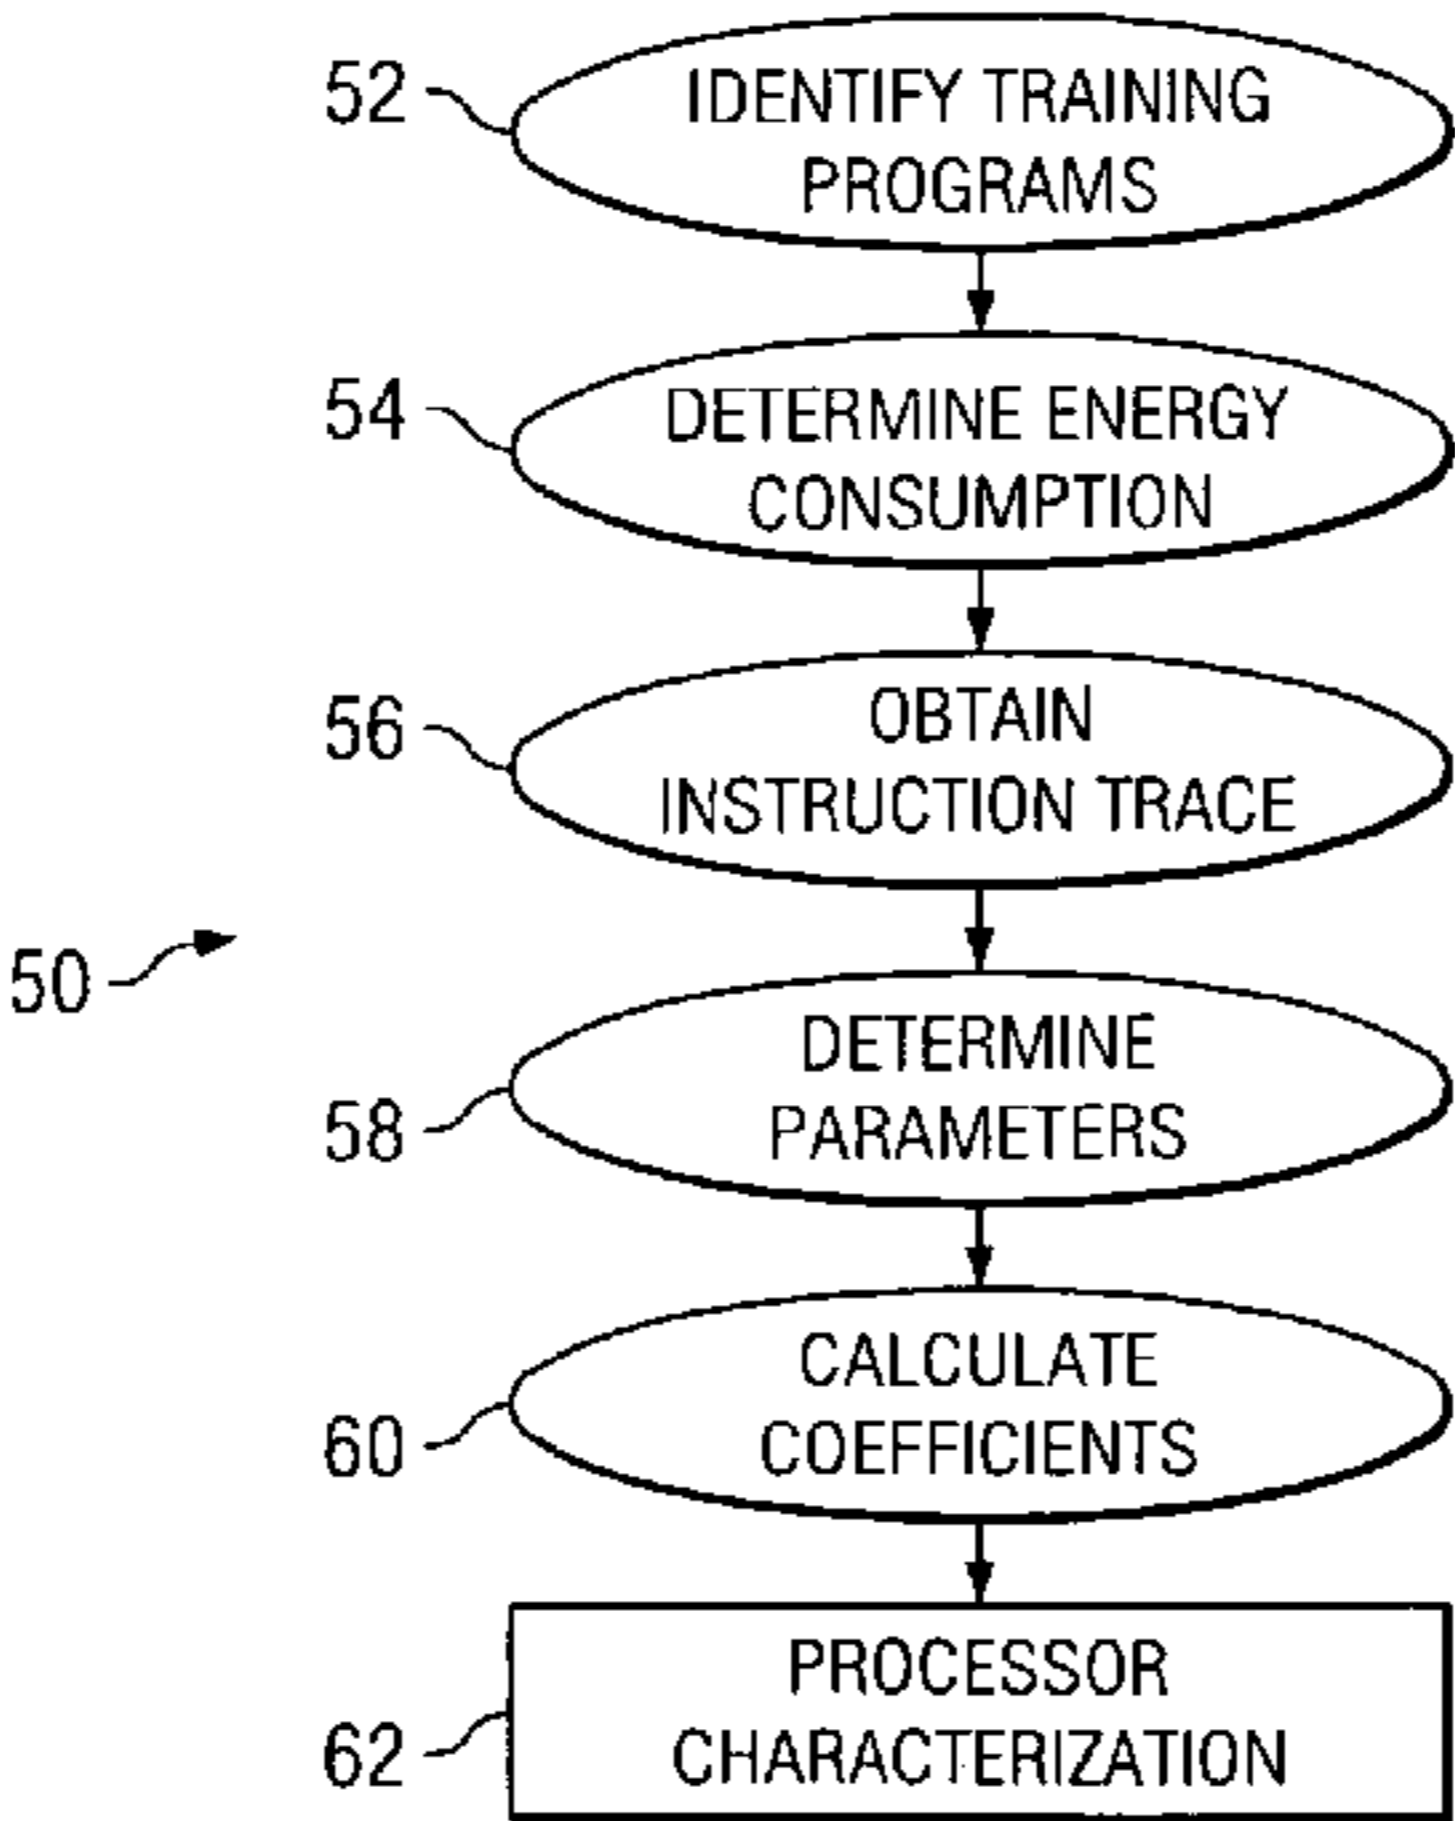 52
IDENTIFY TRAINING
PROGRAMS
54
DETERMINE ENERGY
CONSUMPTION
56
OBTAIN
INSTRUCTION TRACE
50
58
DETERMINE
PARAMETERS
60
CALCULATE
COEFFICIENTS
62
PROCESSOR
CHARACTERIZATION